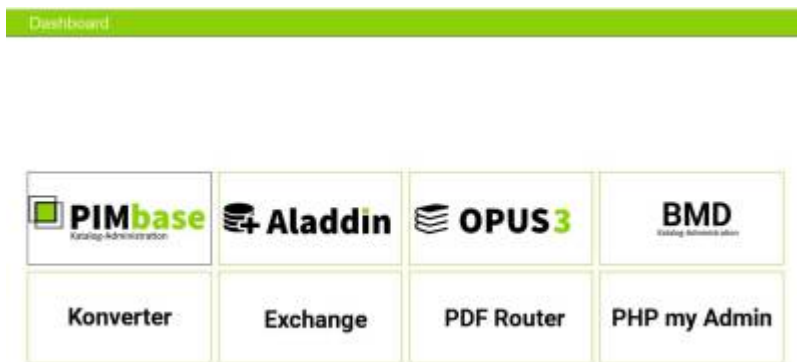 Dashboard
PIMbase Aladdin OPUS3 BMD
Katalog-Administration Katalog-Administration
Konverter Exchange PDF Router PHP my Admin